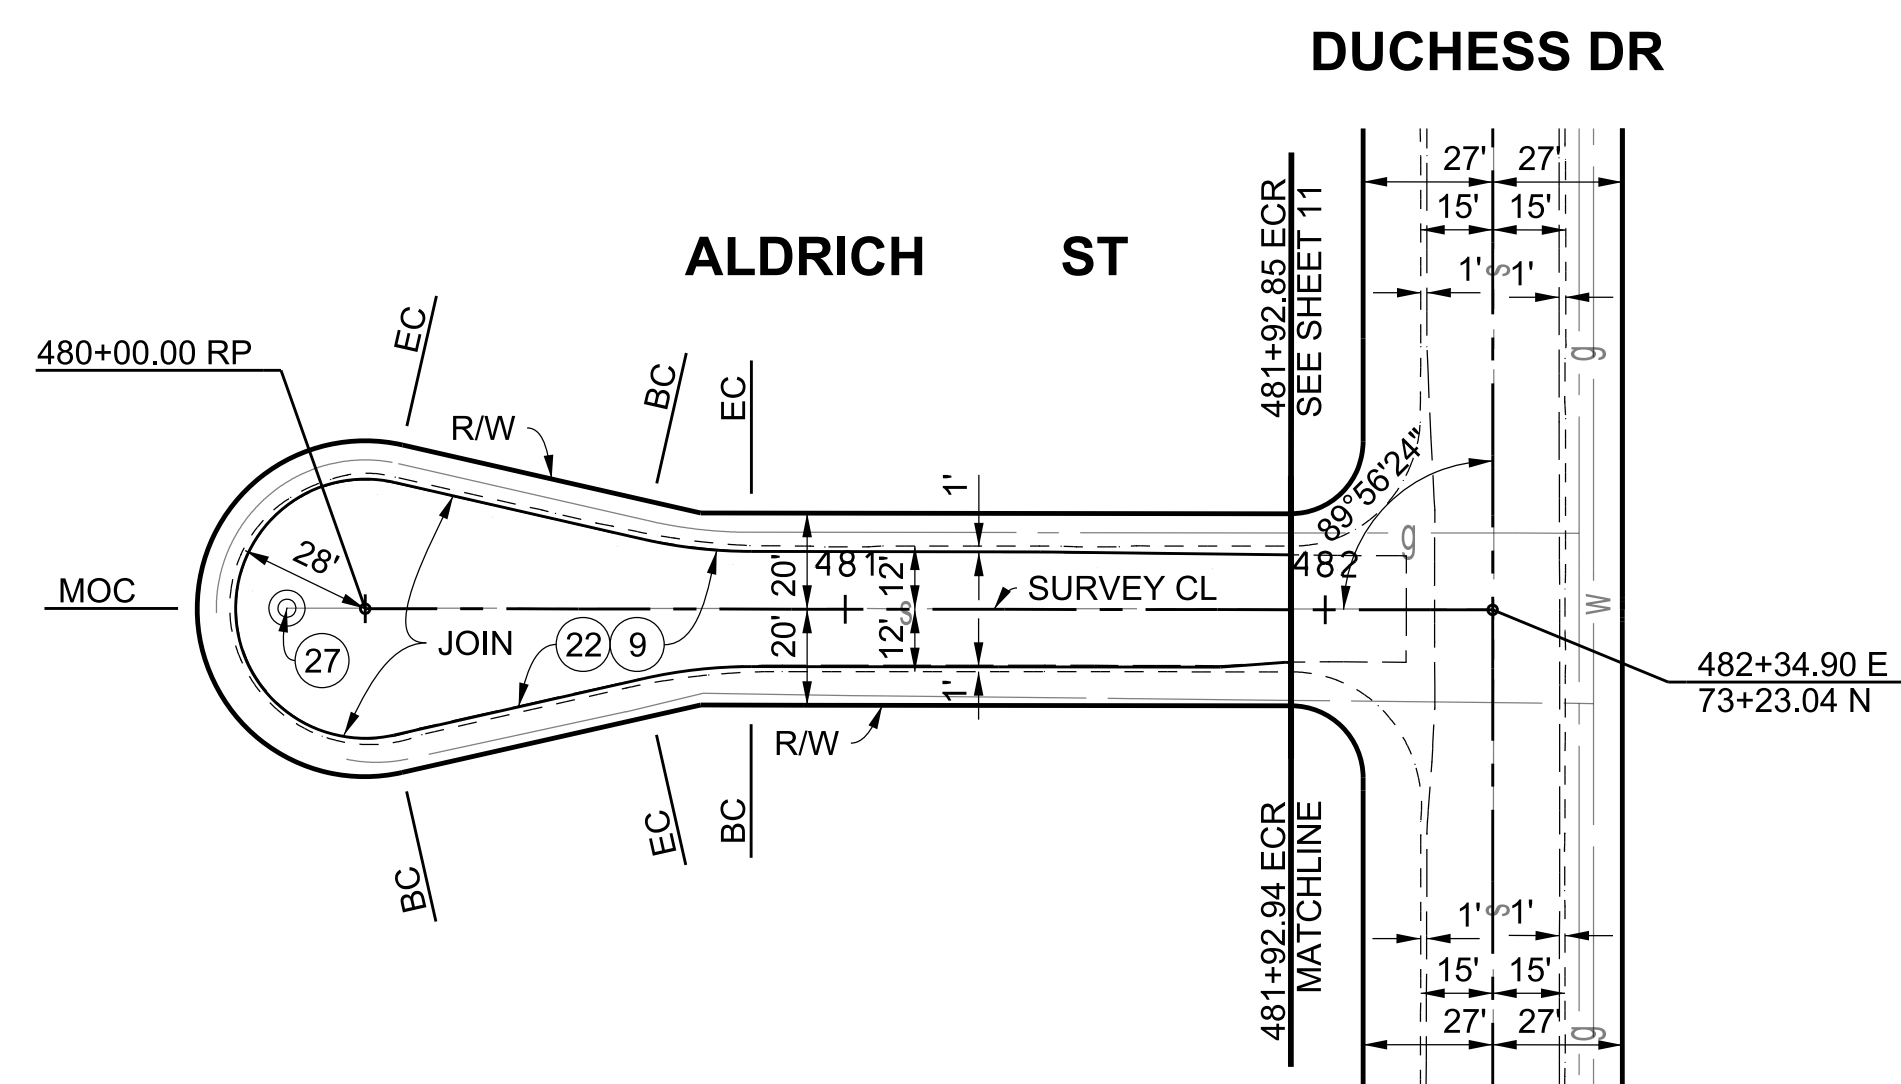 DUCHESS DR
ALDRICH ST
480+00.00 RP
EC
BC
EC
R/W
MOC
28'
27
JOIN
22 9
20'
20'
481
12'
12'
1'
1'
s
SURVEY CL
R/W
BC
EC
BC
481+92.85 ECR
SEE SHEET 11
481+92.94 ECR
MATCHLINE
482
89°56'24"
g
27' 27'
15' 15'
1' s 1'
g
w
482+34.90 E
73+23.04 N
1' s 1'
15' 15'
27' 27'
g